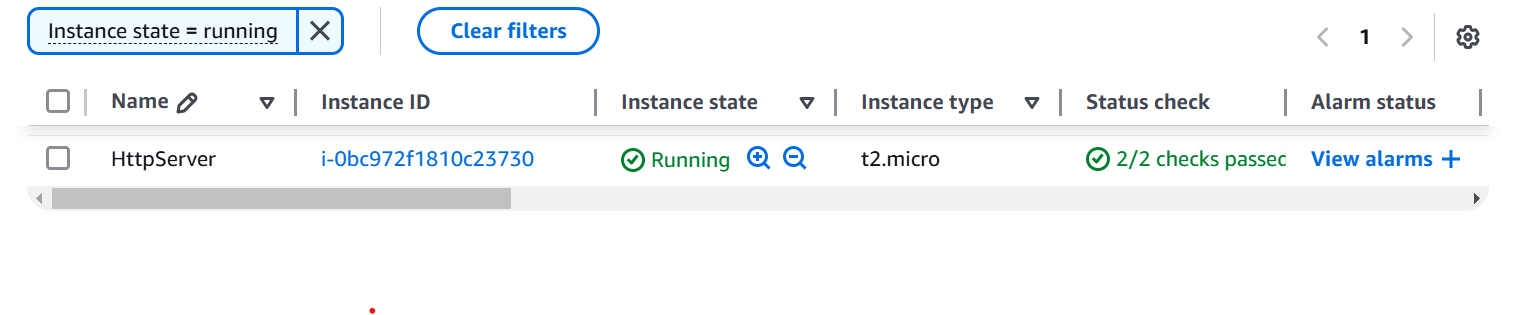 Instance state = running
Clear filters
1
Name Instance ID Instance state Instance type Status check Alarm status
HttpServer i-0bc972f1810c23730 Running t2.micro 2/2 checks passec View alarms +